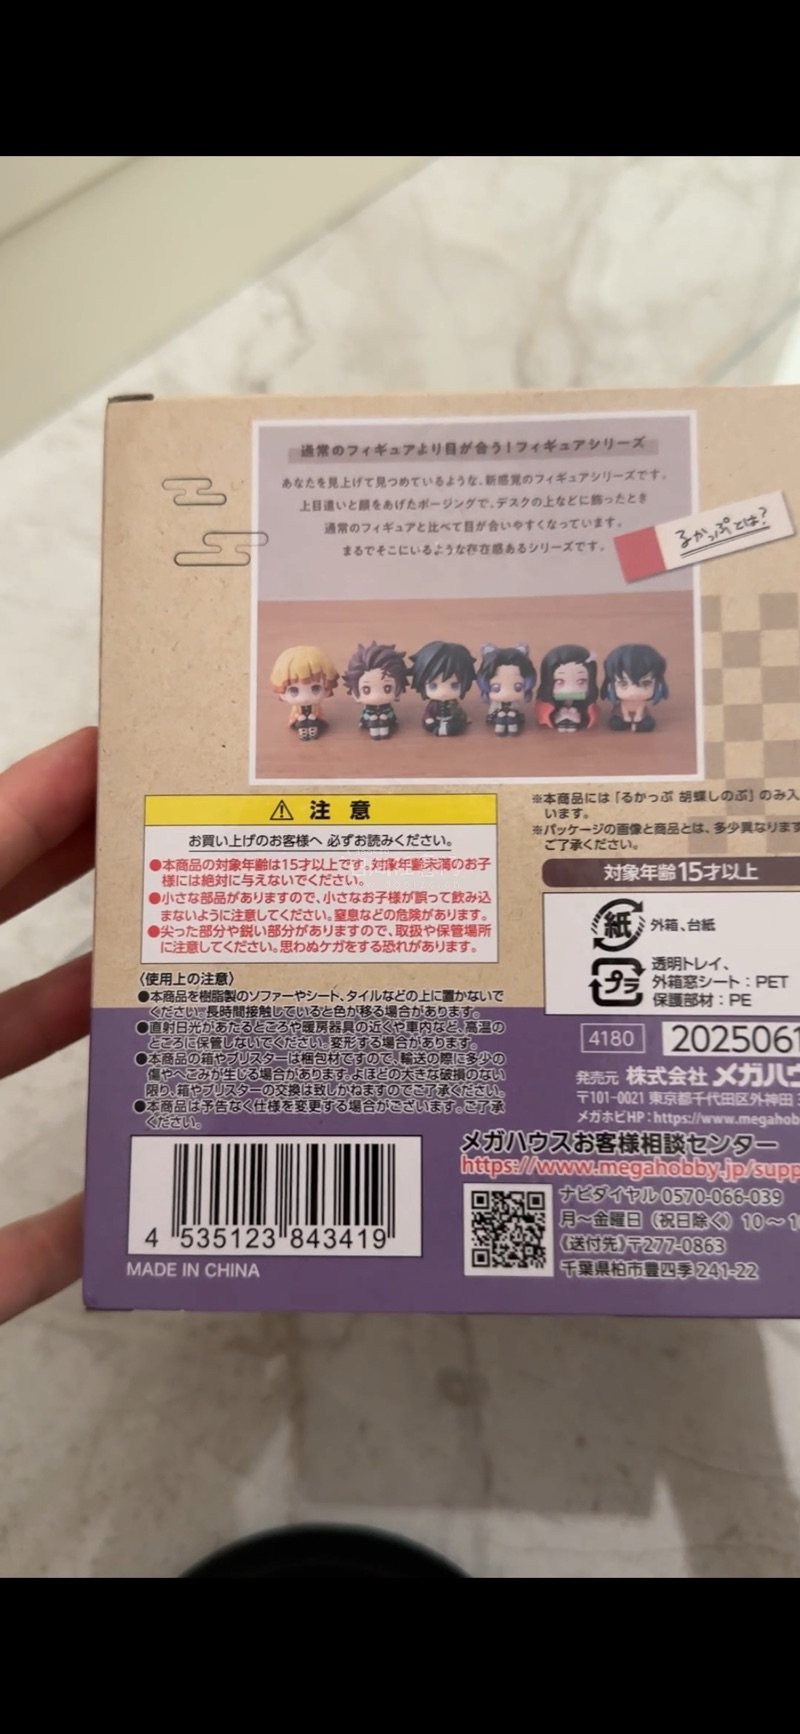 通常のフィギュアより目が合う!フィギュアシリーズ
あなたを見上げて見つめているような、新感覚のフィギュアシリーズです。
上目遣いと顔をあげたポージングで、デスクの上などに飾ったとき
通常のフィギュアと比べて目が合いやすくなっています。
まるでそこにいるような存在感あるシリーズです。
るかっぷとは?
⚠ 注 意
お買い上げのお客様へ 必ずお読みください。
●本商品の対象年齢は15才以上です。対象年齢未満のお子
様には絶対に与えないでください。
●小さな部品がありますので、小さなお子様が誤って飲み込
まないように注意してください。窒息などの危険があります。
●尖った部分や鋭い部分がありますので、取扱や保管場所
に注意してください。思わぬケガをする恐れがあります。
〈使用上の注意〉
●本商品を樹脂製のソファーやシート、タイルなどの上に置かないで
ください。長時間接触していると色が移る場合があります。
●直射日光があたるところや暖房器具の近くや車内など、高温の
ところに保管しないでください。変形する場合があります。
●本商品の箱やブリスターは梱包材ですので、輸送の際に多少の
傷やへこみが生じる場合があります。よほどの大きな破損のない
限り、箱やブリスターの交換は致しかねますのでご了承ください。
●本商品は予告なく仕様を変更する場合がございます。ご了承
ください。
4 535123 843419
MADE IN CHINA
※本商品には「るかっぷ 胡蝶しのぶ」のみ入
います。
※パッケージの画像と商品とは、多少異なります
ご了承ください。
対象年齢15才以上
紙 外箱、台紙
プラ 透明トレイ、
外箱窓シート:PET
保護部材:PE
4180 2025061
発売元 株式会社 メガハウ
〒101-0021 東京都千代田区外神田
メガホビHP:https://www.megahob
メガハウスお客様相談センター
https://www.megahobby.jp/supp
ナビダイヤル 0570-066-039
月〜金曜日(祝日除く)10〜1
《送付先》〒277-0863
千葉県柏市豊四季241-22